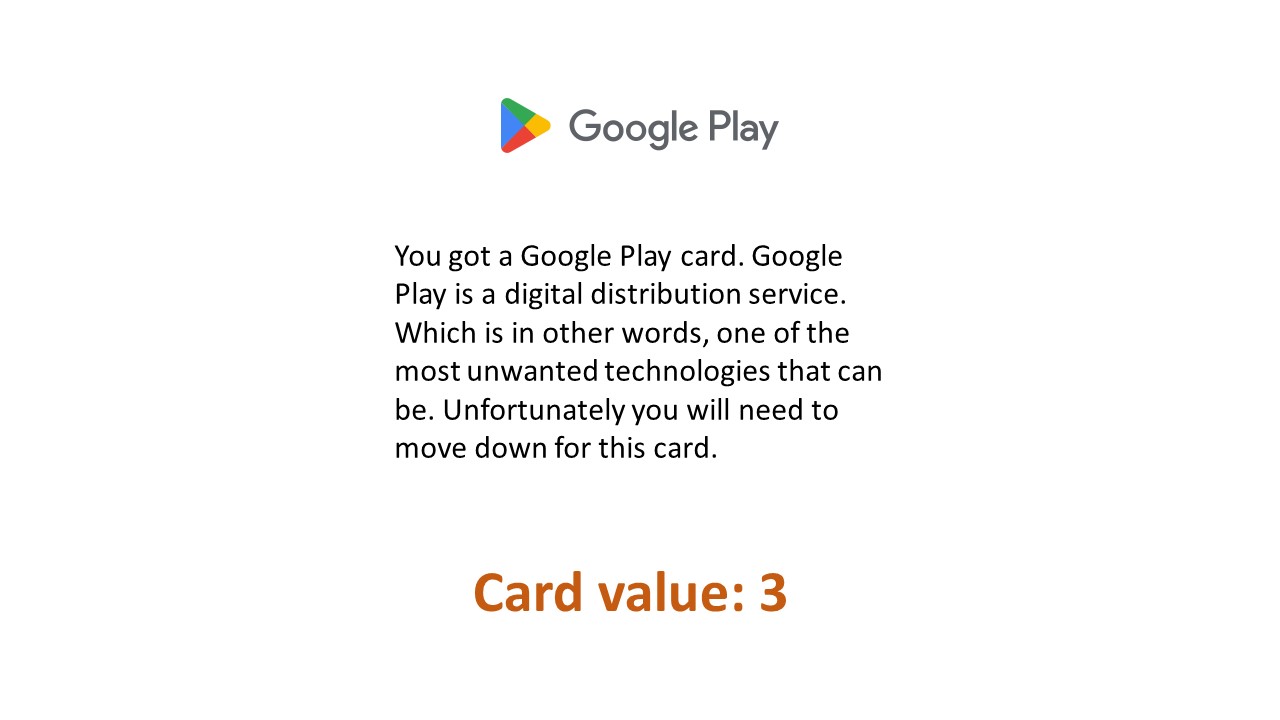 Google Play
You got a Google Play card. Google
Play is a digital distribution service.
Which is in other words, one of the
most unwanted technologies that can
be. Unfortunately you will need to
move down for this card.
Card value: 3